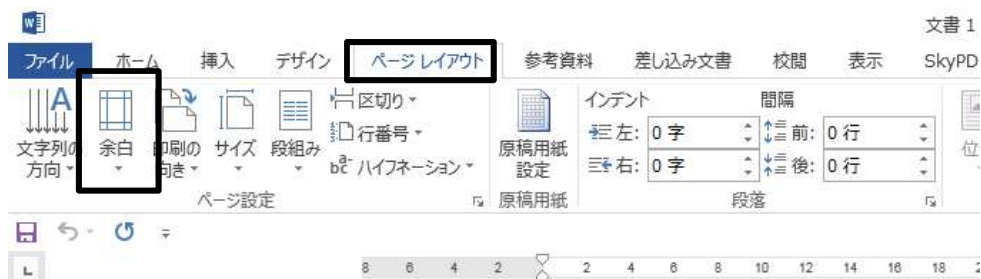 文書 1
ファイル ホーム 挿入 デザイン ページ レイアウト 参考資料 差し込み文書 校閲 表示 SkyPD
文字列の方向 余白 印刷の向き サイズ 段組み
区切り
行番号
ハイフネーション
ページ設定
原稿用紙設定
原稿用紙
インデント 間隔
左: 0 字 前: 0 行
右: 0 字 後: 0 行
段落
位
L
8 6 4 2 2 4 6 8 10 12 14 16 18